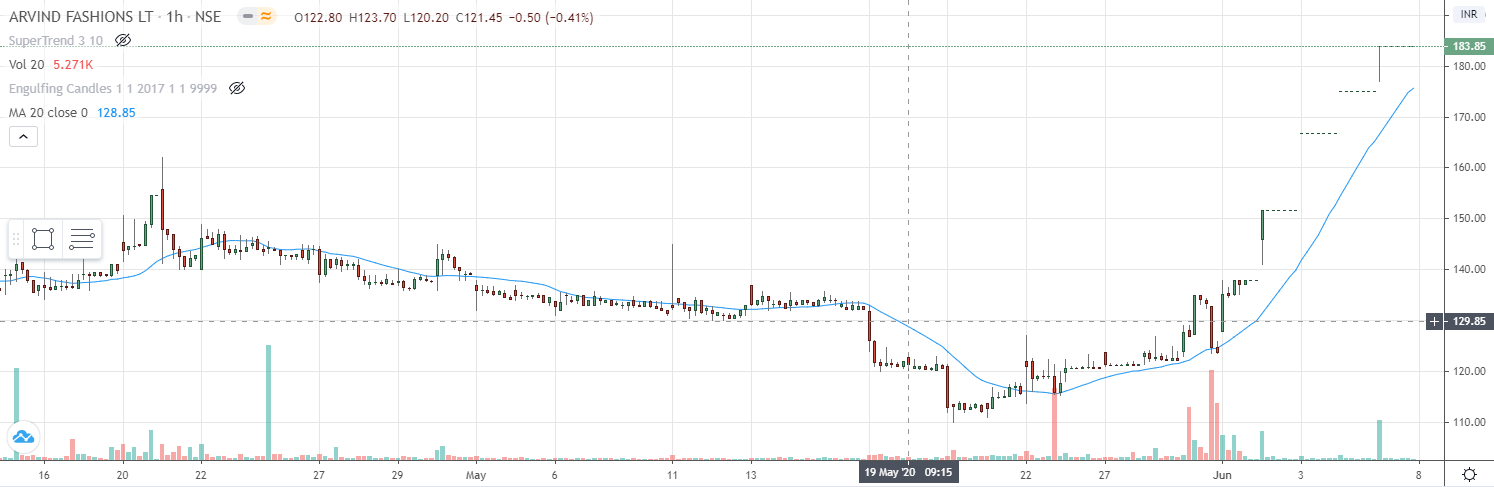 ARVIND FASHIONS LT · 1h · NSE O122.80 H123.70 L120.20 C121.45 −0.50 (−0.41%) INR
SuperTrend 3 10
183.85
Vol 20 5.271K
180.00
Engulfing Candles 1 1 2017 1 1 9999
MA 20 close 0 128.85
170.00
160.00
150.00
140.00
129.85
120.00
110.00
16 20 22 27 29 May 6 11 13 19 May '20 09:15 22 27 Jun 3 8